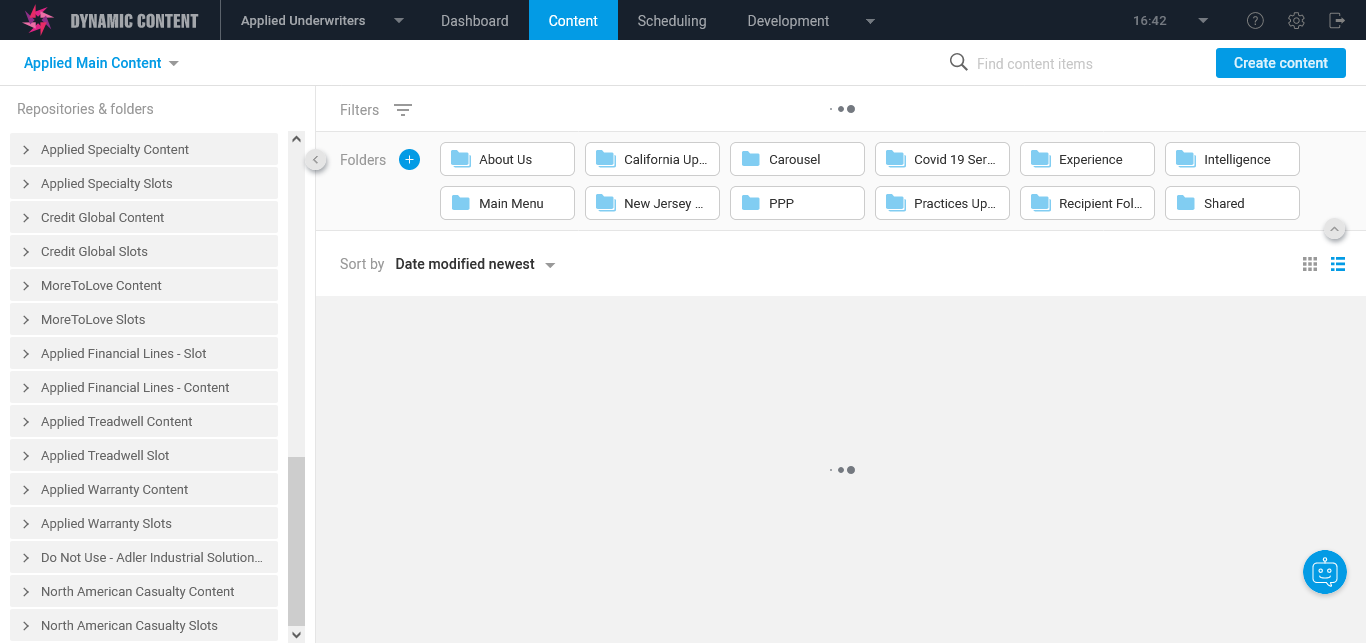 DYNAMIC CONTENT
Applied Underwriters
Dashboard
Content
Scheduling
Development
16:42
Applied Main Content
Find content items
Create content
Repositories & folders
Applied Specialty Content
Applied Specialty Slots
Credit Global Content
Credit Global Slots
MoreToLove Content
MoreToLove Slots
Applied Financial Lines - Slot
Applied Financial Lines - Content
Applied Treadwell Content
Applied Treadwell Slot
Applied Warranty Content
Applied Warranty Slots
Do Not Use - Adler Industrial Solution...
North American Casualty Content
North American Casualty Slots
Filters
Folders
About Us
California Up...
Carousel
Covid 19 Ser...
Experience
Intelligence
Main Menu
New Jersey ...
PPP
Practices Up...
Recipient Fol...
Shared
Sort by Date modified newest